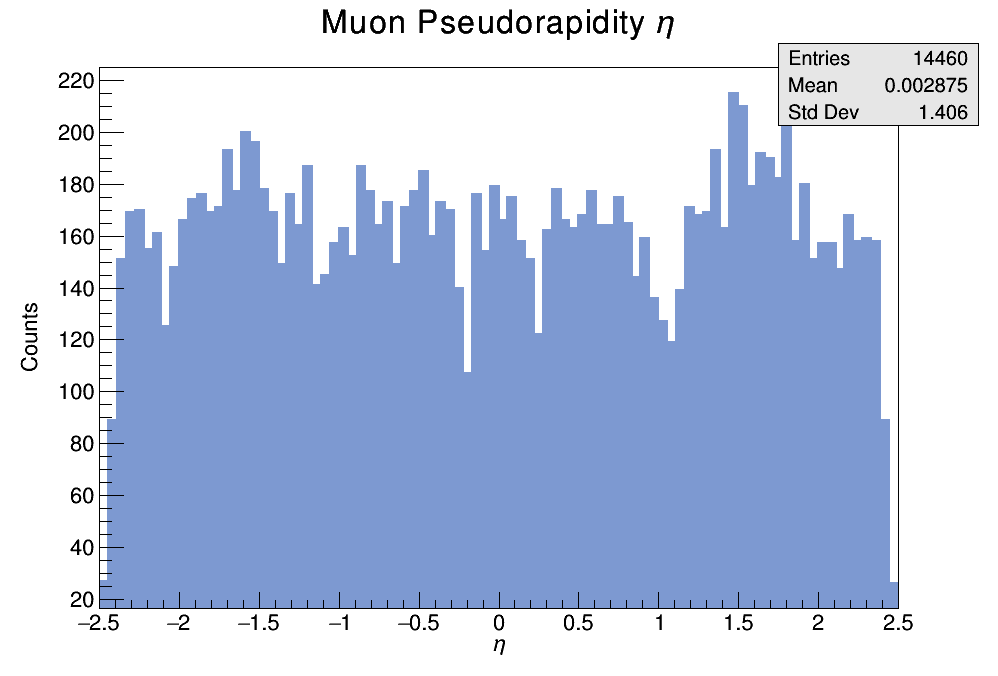 Muon Pseudorapidity η
Entries 14460
Mean 0.002875
Std Dev 1.406
220
200
180
160
140
120
100
80
60
40
20
Counts
−2.5 −2 −1.5 −1 −0.5 0 0.5 1 1.5 2 2.5
η